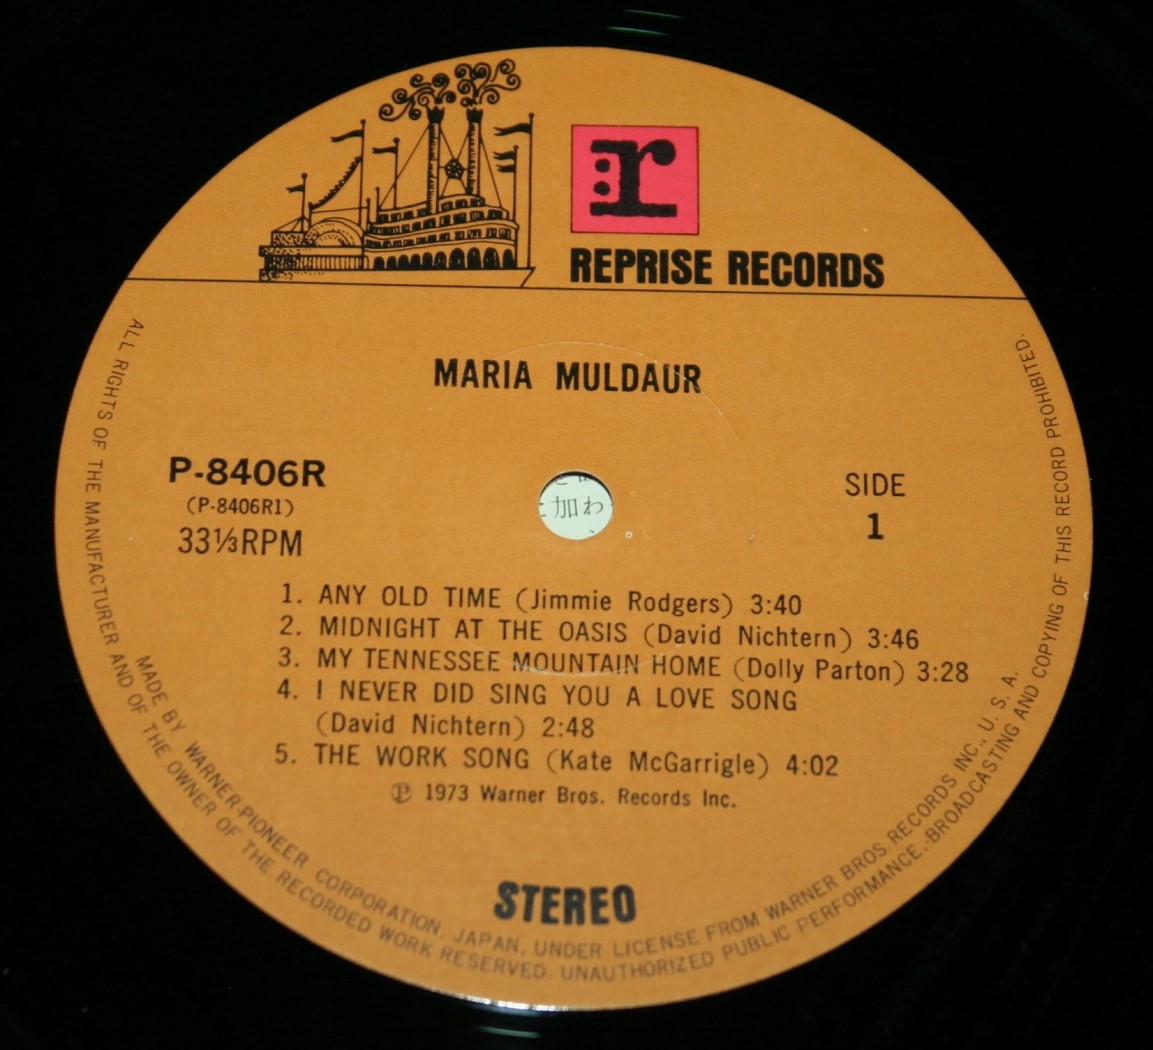 r
REPRISE RECORDS
MARIA MULDAUR
P-8406R
(P-8406R1)
33⅓RPM
SIDE
1
加わ
1. ANY OLD TIME (Jimmie Rodgers) 3:40
2. MIDNIGHT AT THE OASIS (David Nichtern) 3:46
3. MY TENNESSEE MOUNTAIN HOME (Dolly Parton) 3:28
4. I NEVER DID SING YOU A LOVE SONG
(David Nichtern) 2:48
5. THE WORK SONG (Kate McGarrigle) 4:02
Ⓟ 1973 Warner Bros. Records Inc.
STEREO
MADE BY WARNER-PIONEER CORPORATION, JAPAN, UNDER LICENSE FROM WARNER BROS. RECORDS INC., U. S. A.
ALL RIGHTS OF THE MANUFACTURER AND OF THE OWNER OF THE RECORDED WORK RESERVED. UNAUTHORIZED PUBLIC PERFORMANCE, BROADCASTING AND COPYING OF THIS RECORD PROHIBITED.